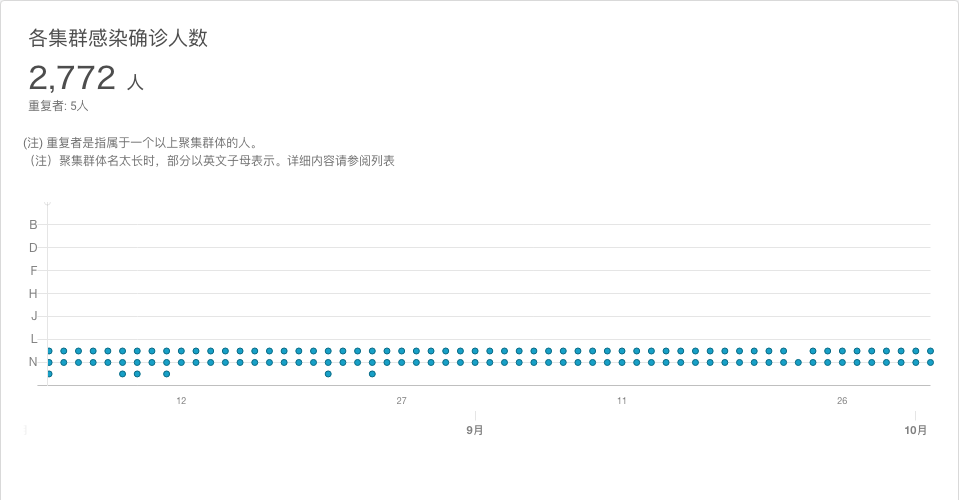 各集群感染确诊人数
2,772 人
重复者: 5人
(注) 重复者是指属于一个以上聚集群体的人。
（注）聚集群体名太长时，部分以英文子母表示。详细内容请参阅列表
B
D
F
H
J
L
N
12 27 11 26
9月 10月